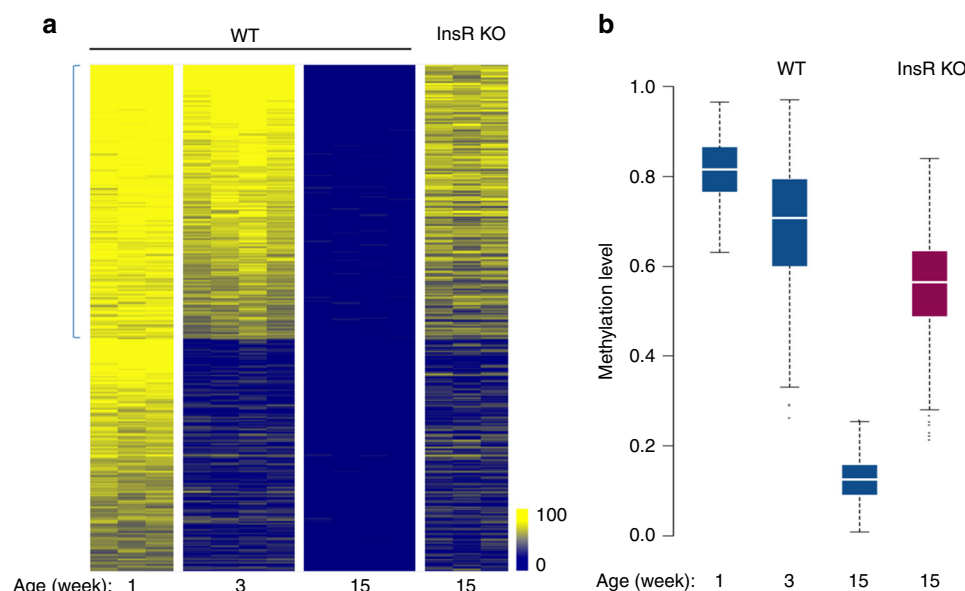 a
WT
InsR KO
100
0
Age (week): 1 3 15 15
b
WT
InsR KO
Methylation level
1.0
0.8
0.6
0.4
0.2
0.0
Age (week): 1 3 15 15